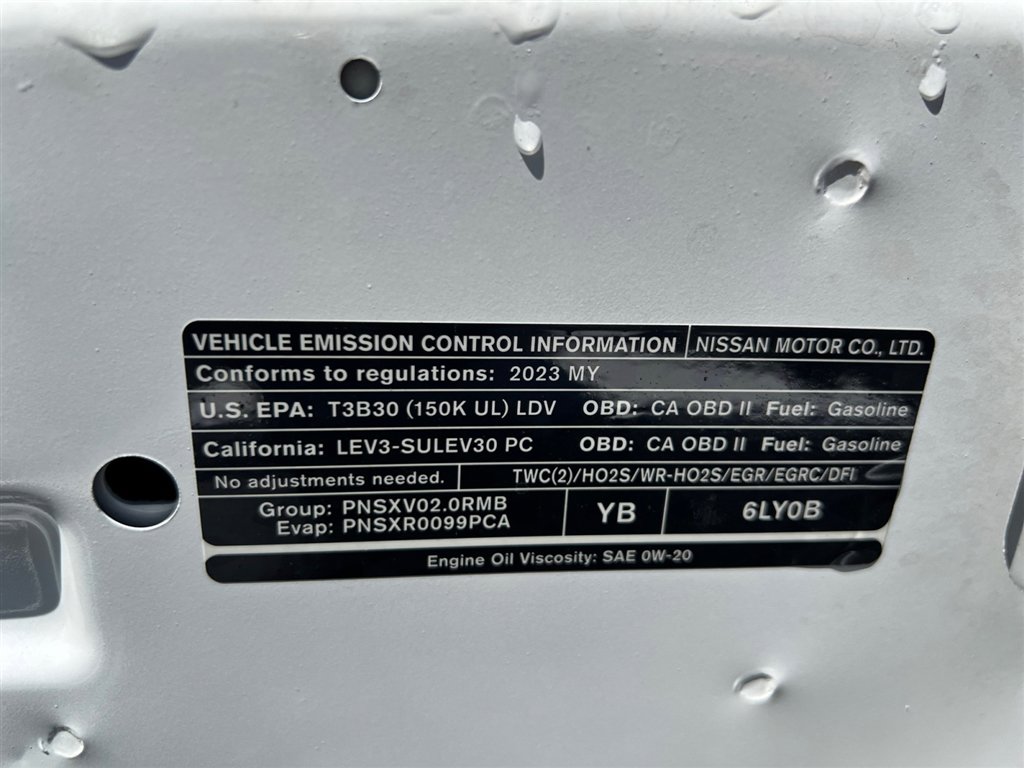 VEHICLE EMISSION CONTROL INFORMATION NISSAN MOTOR CO., LTD.
Conforms to regulations: 2023 MY
U.S. EPA: T3B30 (150K UL) LDV OBD: CA OBD II Fuel: Gasoline
California: LEV3-SULEV30 PC OBD: CA OBD II Fuel: Gasoline
No adjustments needed. TWC(2)/HO2S/WR-HO2S/EGR/EGRC/DFI
Group: PNSXV02.0RMB
Evap: PNSXR0099PCA
YB
6LY0B
Engine Oil Viscosity: SAE 0W-20